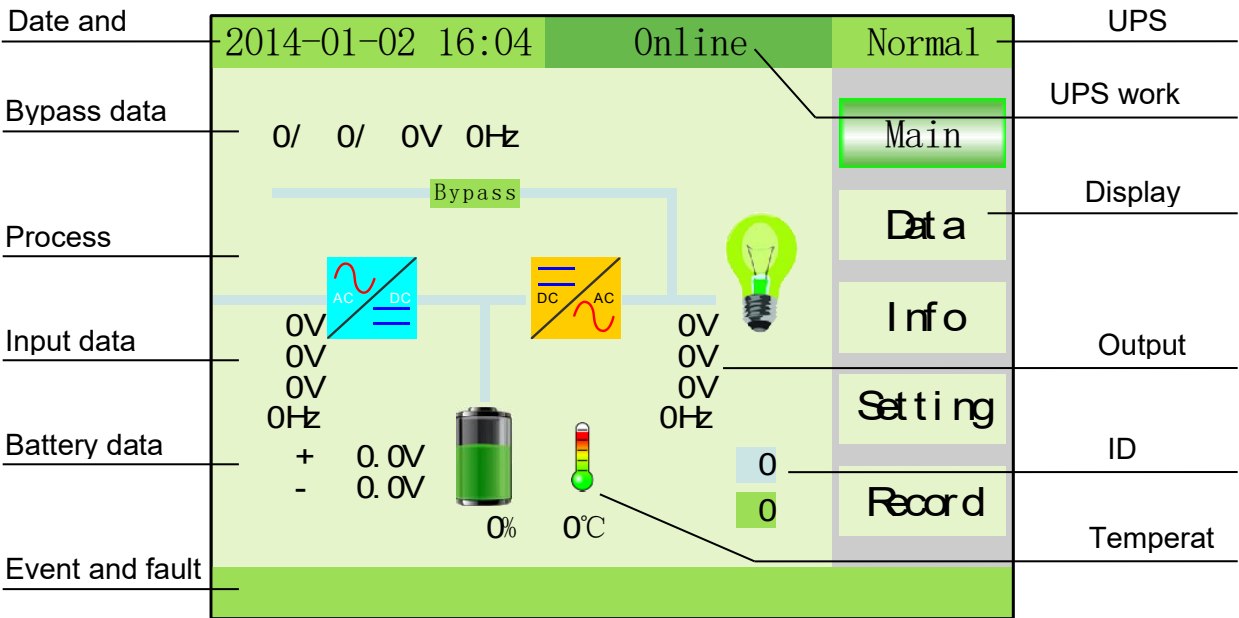 Date and
UPS
2014-01-02 16:04
Online
Normal
UPS work
Bypass data
0/ 0/ 0V 0Hz
Main
Bypass
Display
Data
Process
AC DC
DC AC
Info
Input data
0V
0V
0V
0Hz
0V
0V
0V
0Hz
Output
Setting
Battery data
+ 0.0V
- 0.0V
0
0
ID
Record
0%
0℃
Temperat
Event and fault